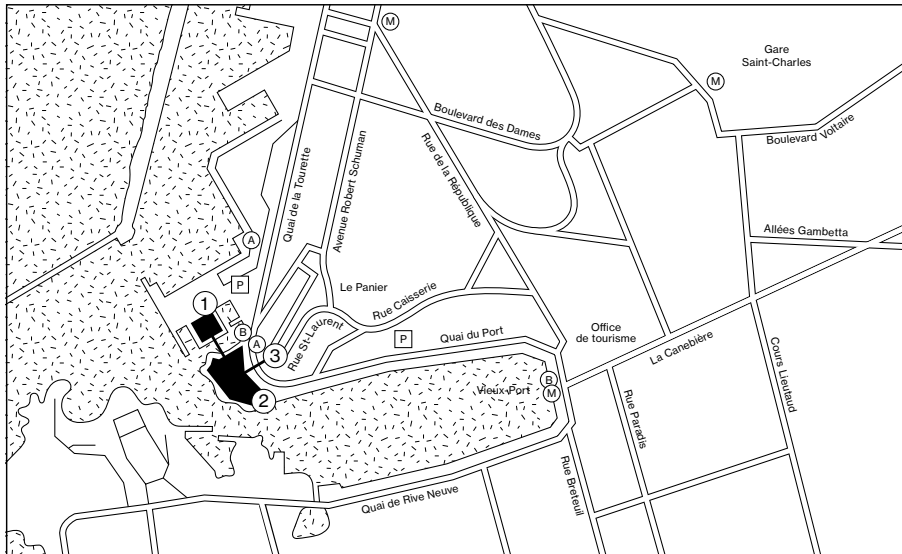 M
Gare
Saint-Charles
M
Boulevard des Dames
Boulevard Voltaire
Quai de la Tourette
Avenue Robert Schuman
Rue de la République
Allées Gambetta
A
P
Le Panier
1
Rue Caisserie
B
A
3
Rue St-Laurent
P
Quai du Port
Office
de tourisme
La Canebière
2
Vieux-Port
B
M
Rue Paradis
Cours Lieutaud
Rue Breteuil
Quai de Rive Neuve